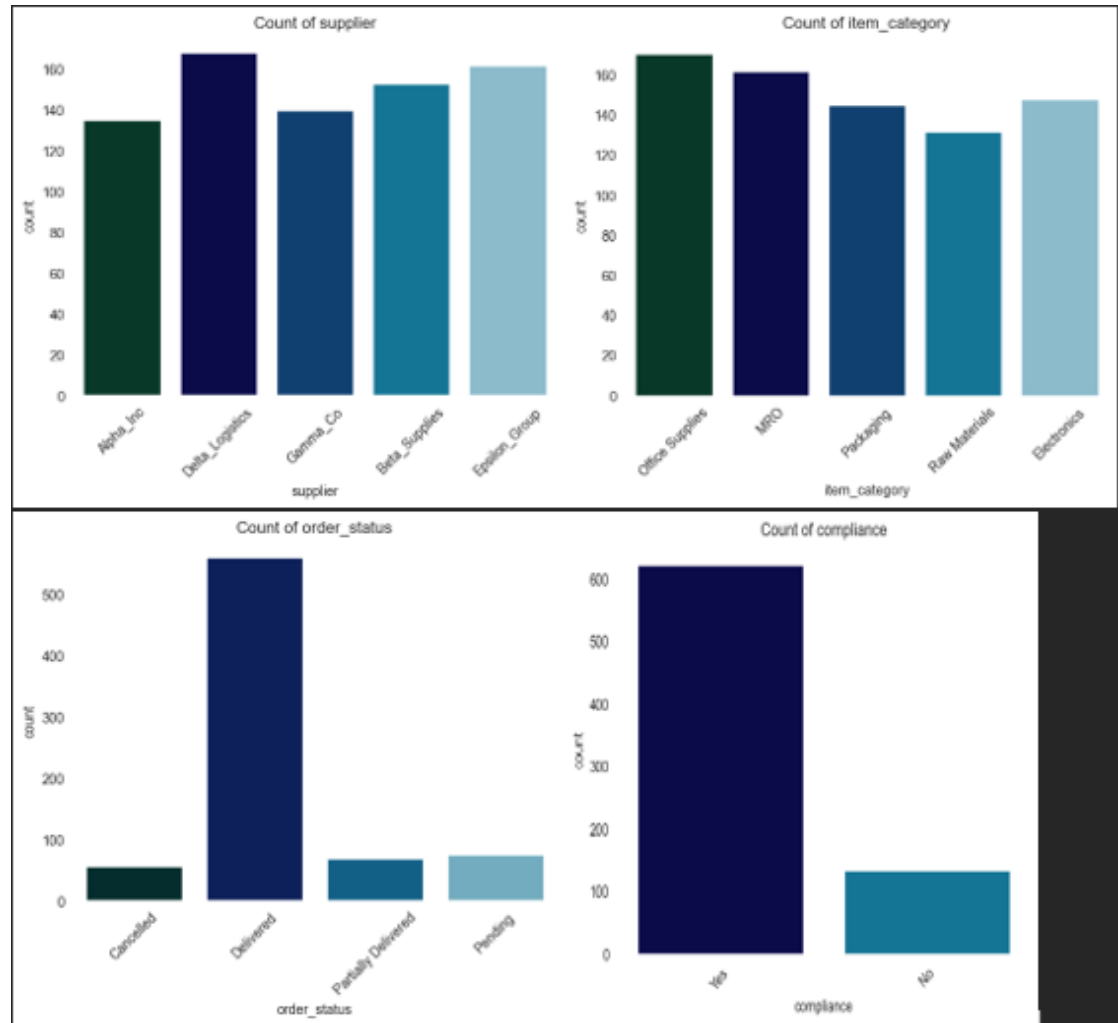 Count of supplier
160
140
120
100
80
60
40
20
0
count
Alpha_Inc
Delta_Logistics
Gamma_Co
Beta_Supplies
Epsilon_Group
supplier
Count of item_category
160
140
120
100
80
60
40
20
0
count
Office Supplies
MRO
Packaging
Raw Materials
Electronics
item_category
Count of order_status
500
400
300
200
100
0
count
Cancelled
Delivered
Partially Delivered
Pending
order_status
Count of compliance
600
500
400
300
200
100
0
count
Yes
No
compliance